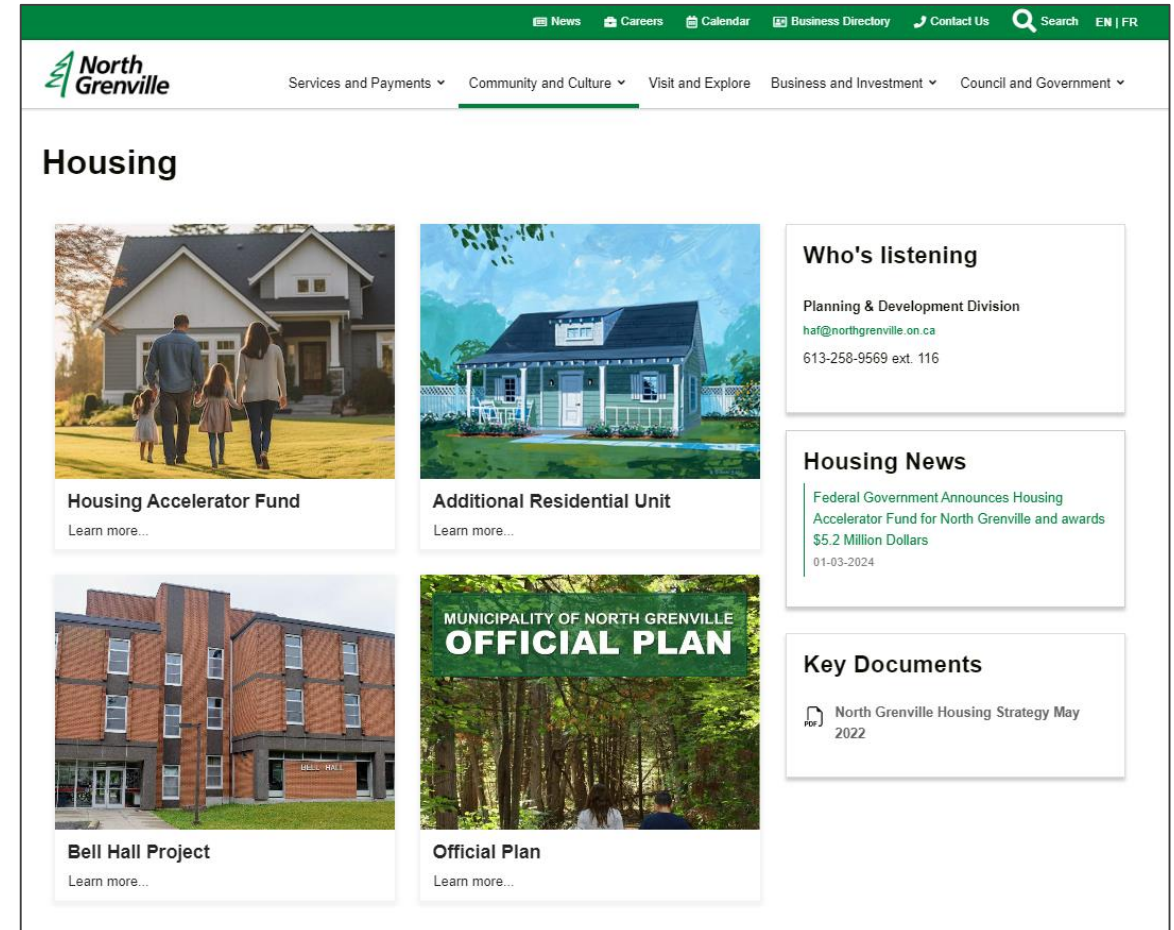 News Careers Calendar Business Directory Contact Us Search EN | FR
North
Grenville
Services and Payments Community and Culture Visit and Explore Business and Investment Council and Government
Housing
Housing Accelerator Fund
Learn more...
Additional Residential Unit
Learn more...
BELL HALL
Bell Hall Project
Learn more...
MUNICIPALITY OF NORTH GRENVILLE
OFFICIAL PLAN
Official Plan
Learn more...
Who's listening
Planning & Development Division
haf@northgrenville.on.ca
613-258-9569 ext. 116
Housing News
Federal Government Announces Housing
Accelerator Fund for North Grenville and awards
$5.2 Million Dollars
01-03-2024
Key Documents
PDF
North Grenville Housing Strategy May
2022